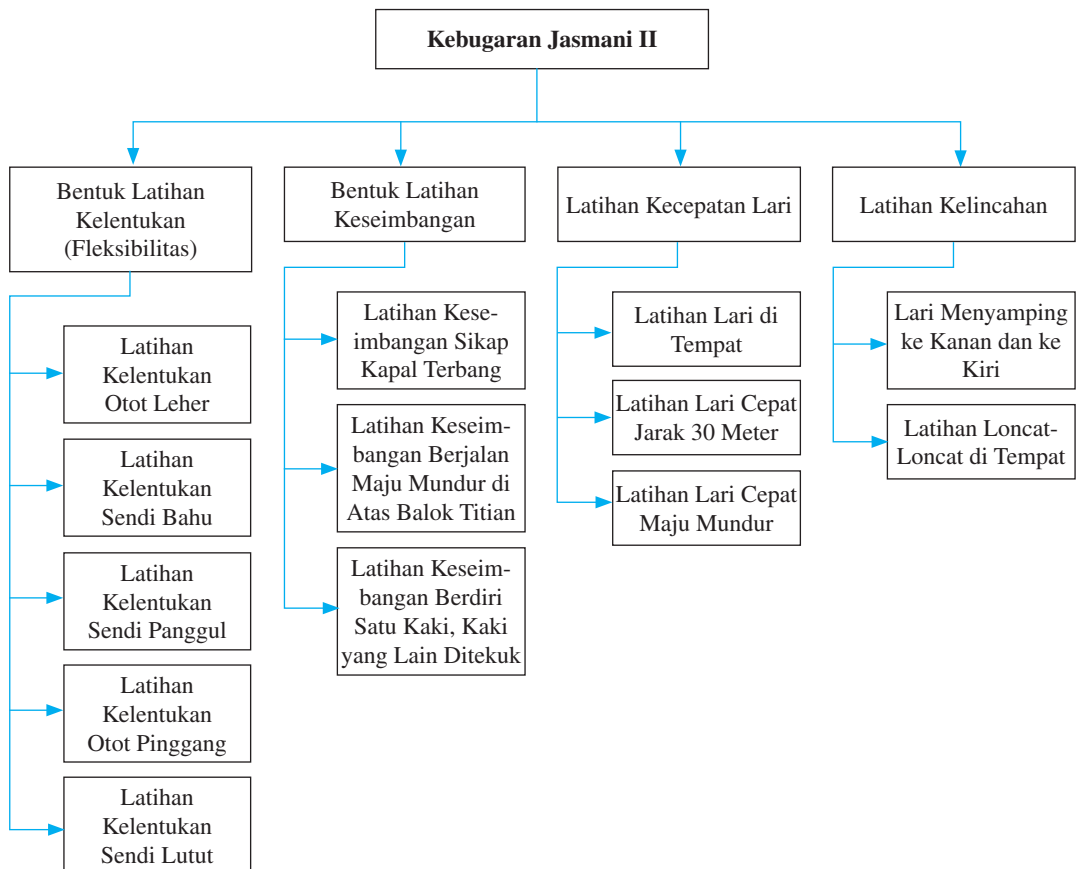 Kebugaran Jasmani II
Bentuk Latihan
Kelentukan
(Fleksibilitas)
Latihan
Kelentukan
Otot Leher
Latihan
Kelentukan
Sendi Bahu
Latihan
Kelentukan
Sendi Panggul
Latihan
Kelentukan
Otot Pinggang
Latihan
Kelentukan
Sendi Lutut
Bentuk Latihan
Keseimbangan
Latihan Kese-
imbangan Sikap
Kapal Terbang
Latihan Keseim-
bangan Berjalan
Maju Mundur di
Atas Balok Titian
Latihan Keseim-
bangan Berdiri
Satu Kaki, Kaki
yang Lain Ditekuk
Latihan Kecepatan Lari
Latihan Lari di
Tempat
Latihan Lari Cepat
Jarak 30 Meter
Latihan Lari Cepat
Maju Mundur
Latihan Kelincahan
Lari Menyamping
ke Kanan dan ke
Kiri
Latihan Loncat-
Loncat di Tempat